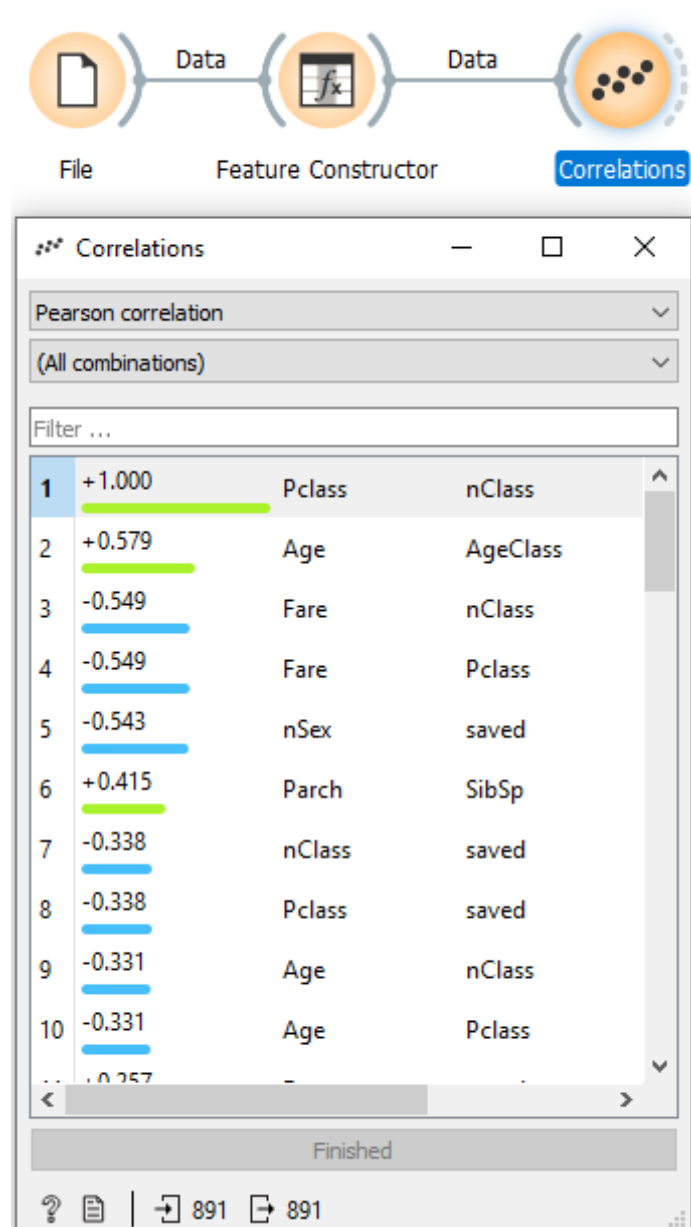 Data Data
fx
File Feature Constructor Correlations
Correlations
Pearson correlation
(All combinations)
Filter ...
1 +1.000 Pclass nClass
2 +0.579 Age AgeClass
3 -0.549 Fare nClass
4 -0.549 Fare Pclass
5 -0.543 nSex saved
6 +0.415 Parch SibSp
7 -0.338 nClass saved
8 -0.338 Pclass saved
9 -0.331 Age nClass
10 -0.331 Age Pclass
+0.257
Finished
? 891 891